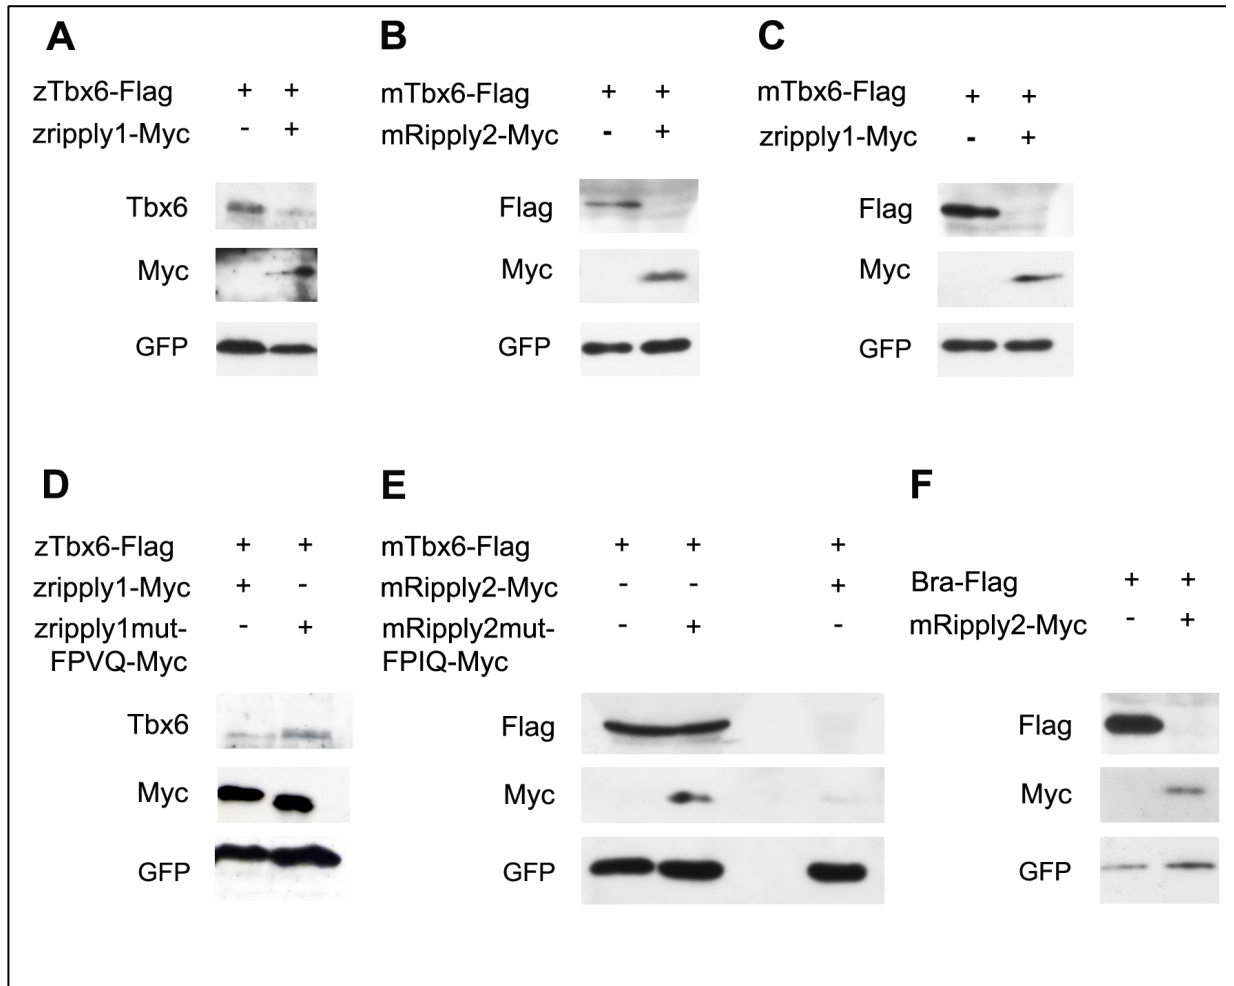 A
zTbx6-Flag + +
zripply1-Myc - +
Tbx6
Myc
GFP
B
mTbx6-Flag + +
mRipply2-Myc - +
Flag
Myc
GFP
C
mTbx6-Flag + +
zripply1-Myc - +
Flag
Myc
GFP
D
zTbx6-Flag + +
zripply1-Myc + -
zripply1mut- - +
FPVQ-Myc
Tbx6
Myc
GFP
E
mTbx6-Flag + + +
mRipply2-Myc - - +
mRipply2mut- - + -
FPIQ-Myc
Flag
Myc
GFP
F
Bra-Flag + +
mRipply2-Myc - +
Flag
Myc
GFP